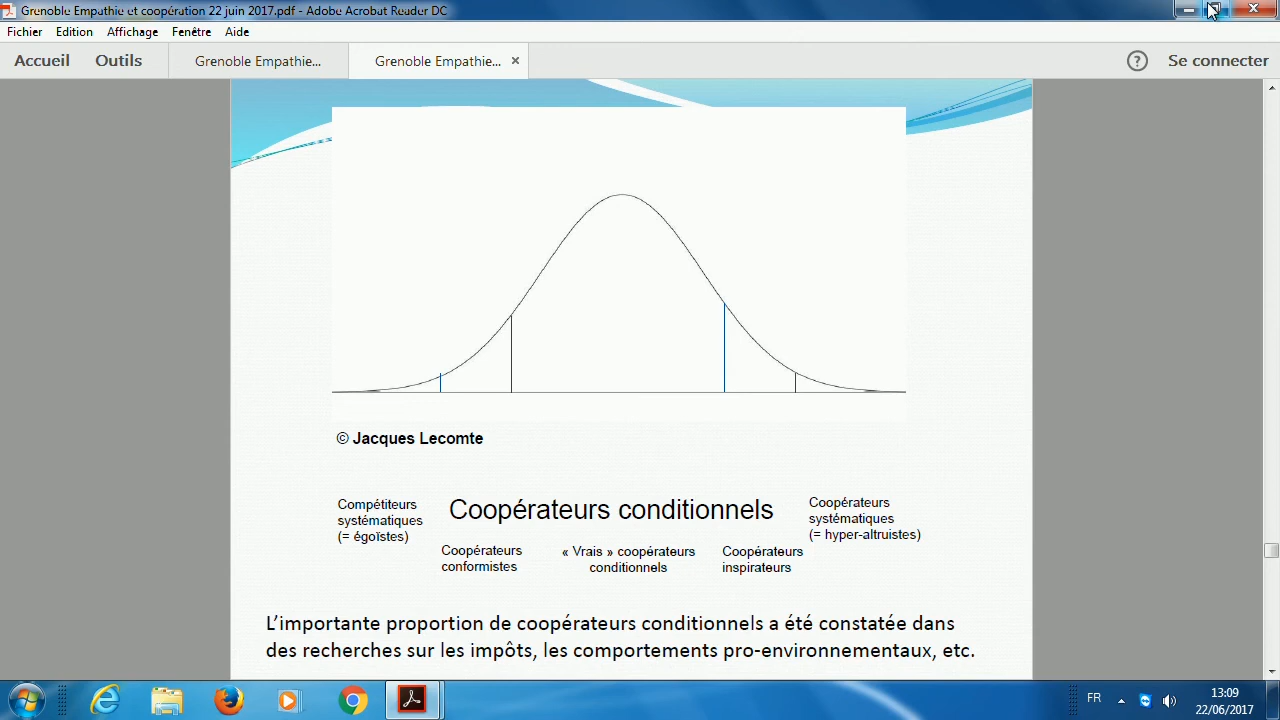 Grenoble Empathie et coopération 22 juin 2017.pdf - Adobe Acrobat Reader DC
Fichier Edition Affichage Fenêtre Aide
Accueil Outils Grenoble Empathie... Grenoble Empathie... × ? Se connecter
© Jacques Lecomte
Compétiteurs
systématiques
(= égoïstes)
Coopérateurs conditionnels
Coopérateurs
systématiques
(= hyper-altruistes)
Coopérateurs
conformistes
« Vrais » coopérateurs
conditionnels
Coopérateurs
inspirateurs
L'importante proportion de coopérateurs conditionnels a été constatée dans
des recherches sur les impôts, les comportements pro-environnementaux, etc.
FR
13:09
22/06/2017